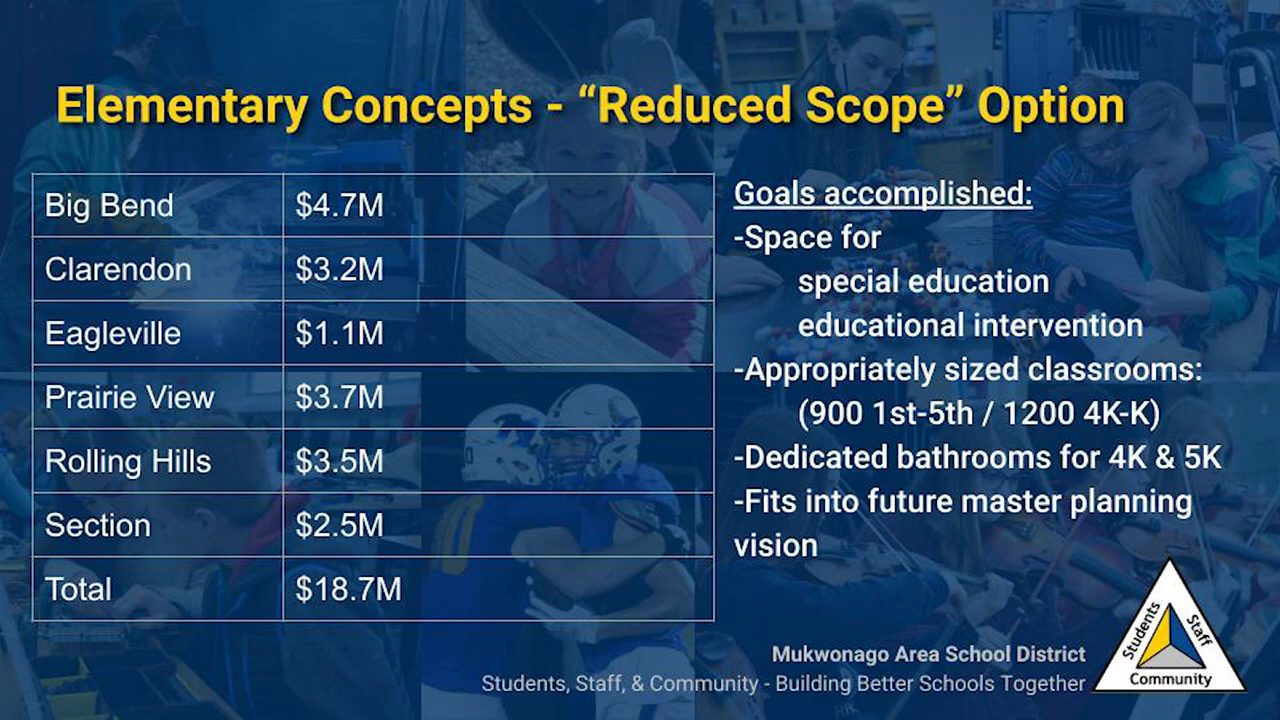 Elementary Concepts - “Reduced Scope” Option
Big Bend $4.7M
Clarendon $3.2M
Eagleville $1.1M
Prairie View $3.7M
Rolling Hills $3.5M
Section $2.5M
Total $18.7M
Goals accomplished:
-Space for
special education
educational intervention
-Appropriately sized classrooms:
(900 1st-5th / 1200 4K-K)
-Dedicated bathrooms for 4K & 5K
-Fits into future master planning
vision
Mukwonago Area School District
Students, Staff, & Community - Building Better Schools Together
Students
Staff
Community